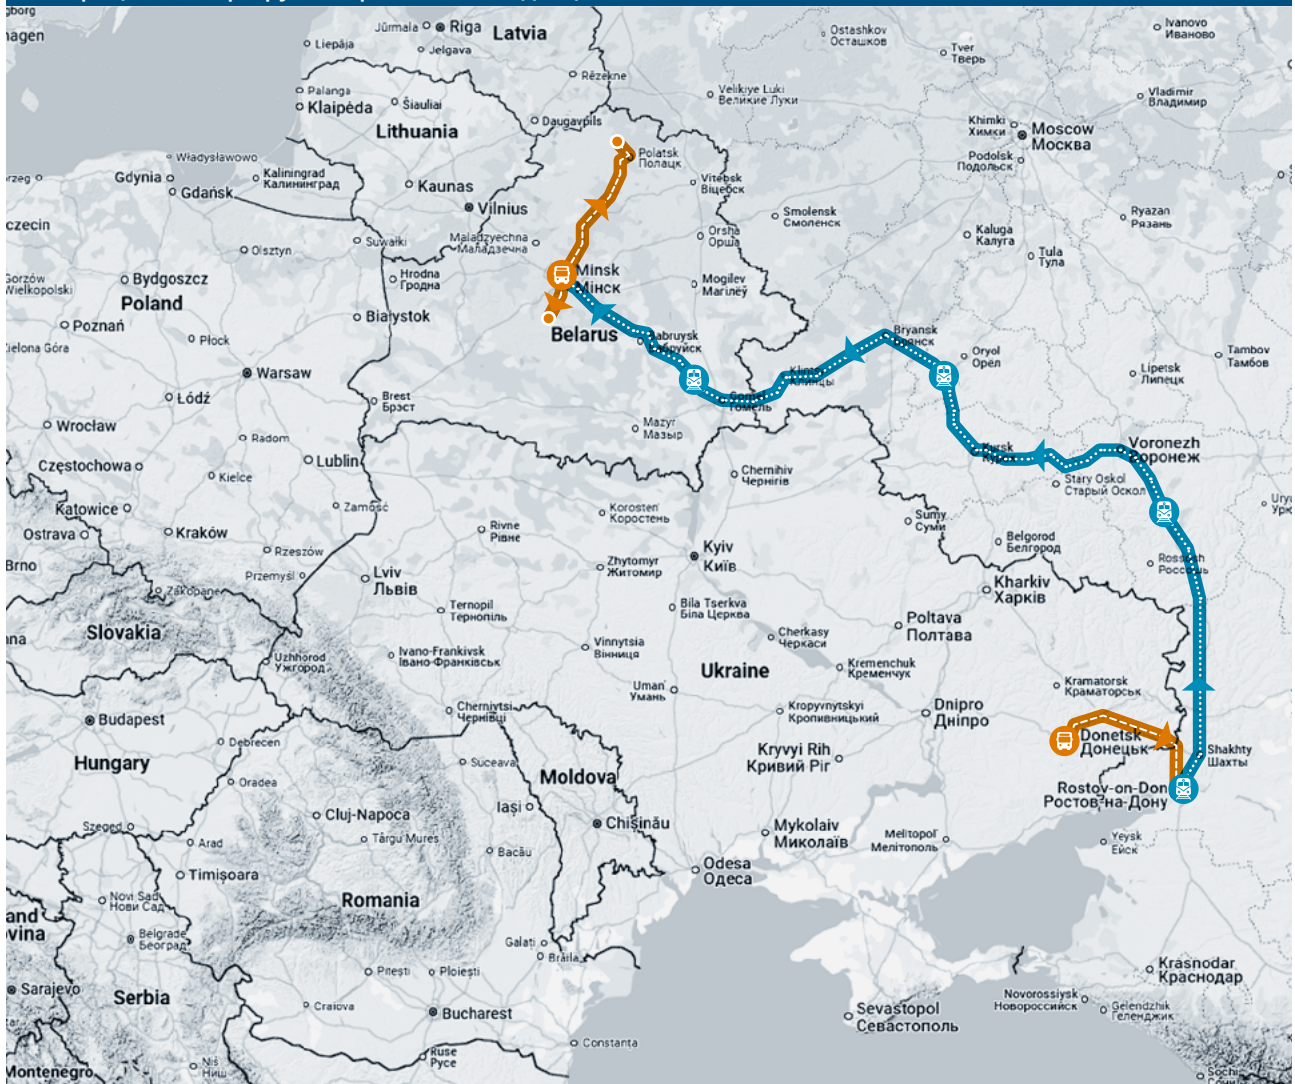 Ostashkov
Осташков
Ivanovo
Иваново
Jūrmala
Riga
Latvia
Liepāja
Jelgava
Tver
Тверь
Rēzekne
Palanga
Klaipėda
Šiauliai
Velikiye Luki
Великие Луки
Vladimir
Владимир
Lithuania
Daugavpils
Khimki
Химки
Moscow
Москва
Władysławowo
Polatsk
Полацк
Podolsk
Подольск
Gdynia
Gdańsk
Kaliningrad
Калининград
Kaunas
Vitebsk
Віцебск
Vilnius
Smolensk
Смоленск
Ryazan
Рязань
Suwałki
Maladzyechna
Маладзечна
Orsha
Орша
Kaluga
Калуга
Tula
Тула
Olsztyn
Bydgoszcz
Hrodna
Гродна
Minsk
Мінск
Mogilev
Магілёў
Poland
Białystok
Poznań
Płock
Belarus
Babruysk
Бабруйск
Bryansk
Брянск
Oryol
Орёл
Tambov
Тамбов
Warsaw
Lipetsk
Липецк
Łódź
Brest
Брэст
Klintsy
Клинцы
Gomel
Гомель
Wrocław
Radom
Mazyr
Мазыр
Kursk
Курск
Voronezh
Воронеж
Częstochowa
Kielce
Lublin
Chernihiv
Чернігів
Stary Oskol
Старый Оскол
Katowice
Zamość
Korosten
Коростень
Sumy
Суми
Ostrava
Kraków
Rivne
Рівне
Belgorod
Белгород
Rzeszów
Kyiv
Київ
Brno
Przemyśl
Lviv
Львів
Zhytomyr
Житомир
Rossosh
Россошь
Kharkiv
Харків
Zakopane
Ternopil
Тернопіль
Bila Tserkva
Біла Церква
Poltava
Полтава
Slovakia
Cherkasy
Черкаси
Vinnytsia
Вінниця
Uzhhorod
Ужгород
Ivano-Frankivsk
Івано-Франківськ
Ukraine
Kremenchuk
Кременчук
Uman'
Умань
Kramatorsk
Краматорськ
Budapest
Chernivtsi
Чернівці
Kropyvnytskyi
Кропивницький
Dnipro
Дніпро
Debrecen
Donetsk
Донецьк
Hungary
Suceava
Moldova
Kryvyi Rih
Кривий Ріг
Shakhty
Шахты
Oradea
Iași
Rostov-on-Don
Ростов-на-Дону
Cluj-Napoca
Chișinău
Szeged
Arad
Târgu Mureș
Bacău
Mykolaiv
Миколаїв
Melitopol'
Мелітополь
Yeysk
Ейск
Timișoara
Odesa
Одеса
Novi Sad
Нови Сад
Romania
Belgrade
Београд
Galați
Brăila
Pitești
Ploiești
Krasnodar
Краснодар
Sarajevo
Serbia
Craiova
Bucharest
Novorossiysk
Новороссийск
Gelendzhik
Геленджик
Sevastopol
Севастополь
Constanța
Ruse
Русе
Niš
Ниш
Montenegro
Sochi